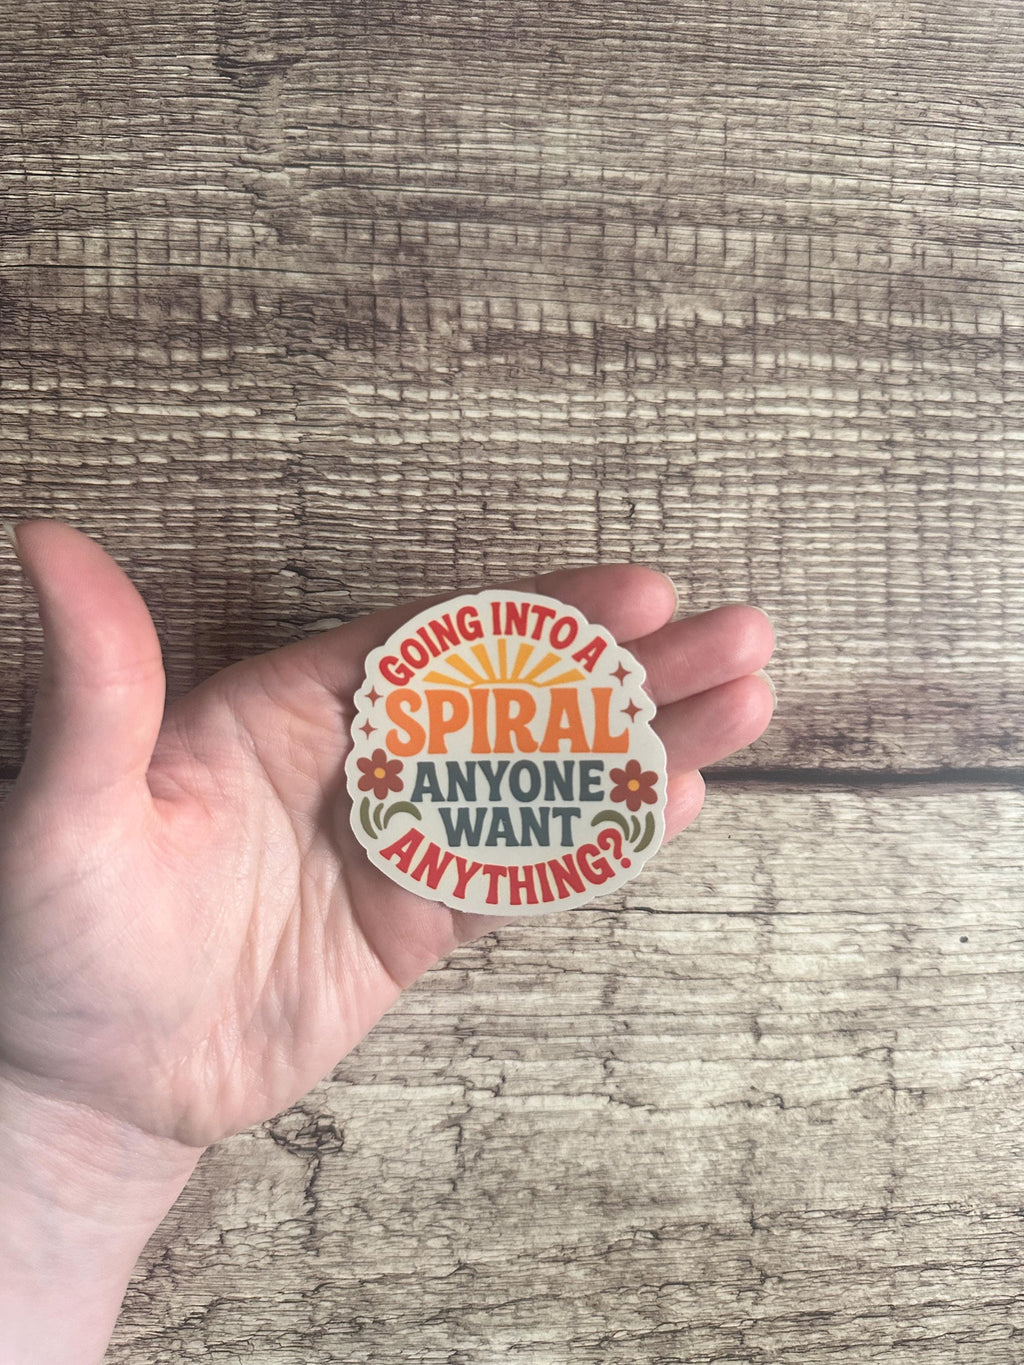 GOING INTO A
SPIRAL
ANYONE
WANT
ANYTHING?